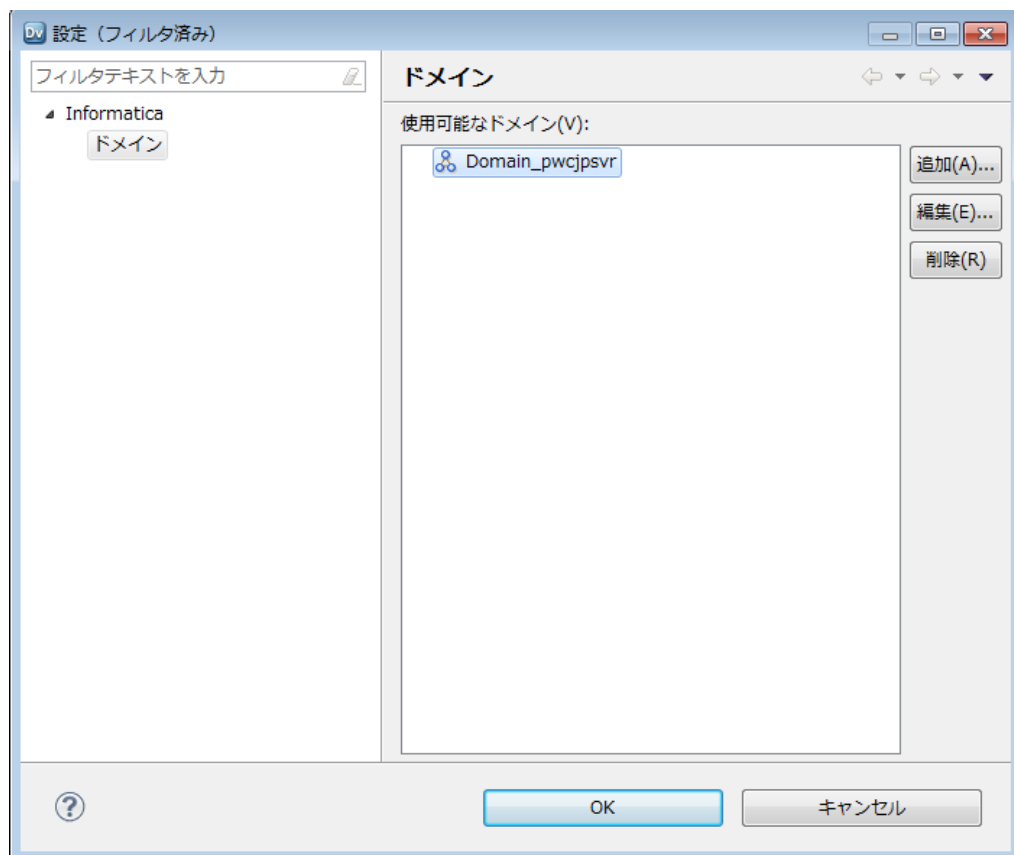 Dv 設定（フィルタ済み）
フィルタテキストを入力
Informatica
ドメイン
ドメイン
使用可能なドメイン(V):
Domain_pwcjpsvr
追加(A)...
編集(E)...
削除(R)
?
OK
キャンセル